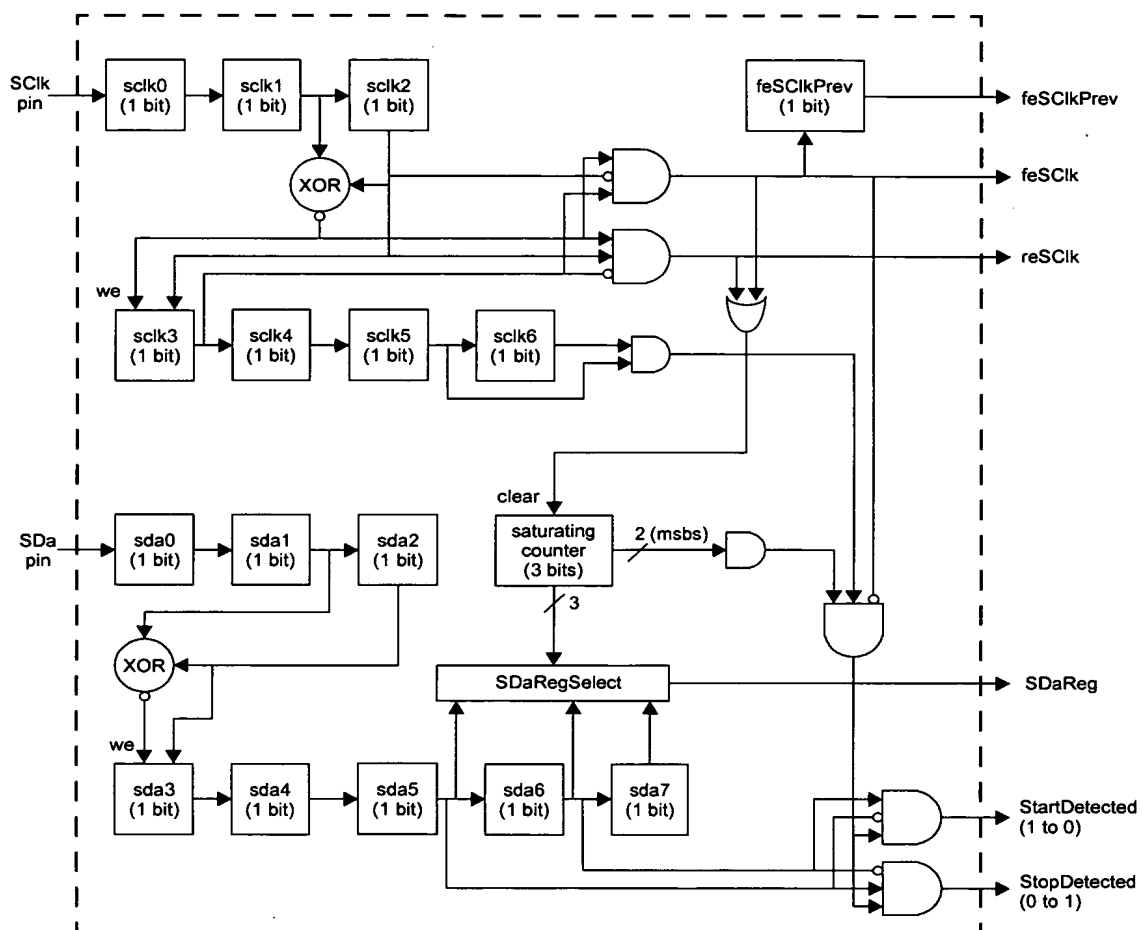 SClk
pin
sclk0
(1 bit)
sclk1
(1 bit)
sclk2
(1 bit)
feSClkPrev
(1 bit)
feSClkPrev
XOR
feSClk
reSClk
we
sclk3
(1 bit)
sclk4
(1 bit)
sclk5
(1 bit)
sclk6
(1 bit)
clear
SDa
pin
sda0
(1 bit)
sda1
(1 bit)
sda2
(1 bit)
saturating
counter
(3 bits)
2 (msbs)
3
XOR
SDaRegSelect
SDaReg
we
sda3
(1 bit)
sda4
(1 bit)
sda5
(1 bit)
sda6
(1 bit)
sda7
(1 bit)
StartDetected
(1 to 0)
StopDetected
(0 to 1)